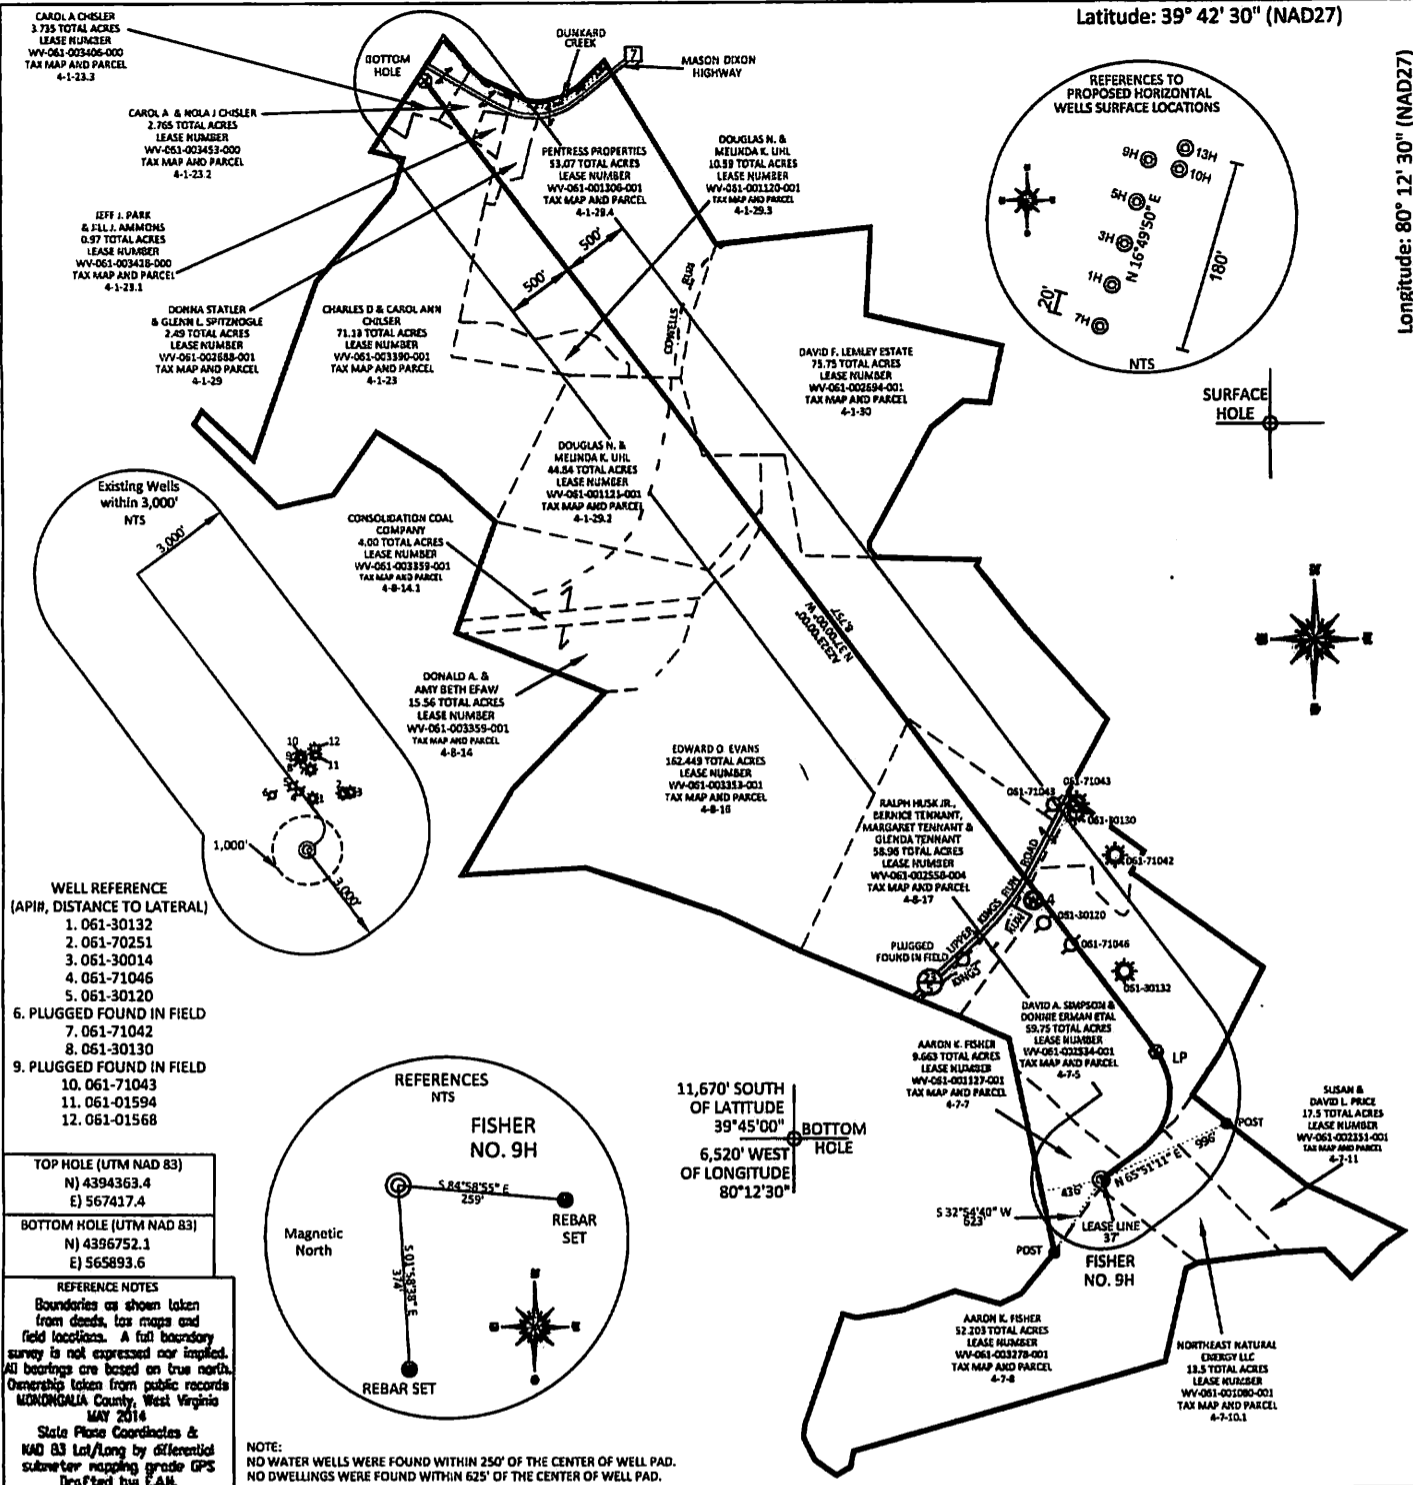 Latitude: 39° 42' 30" (NAD27)
Longitude: 80° 12' 30" (NAD27)
CAROL A CHISLER
3.735 TOTAL ACRES
LEASE NUMBER
WV-061-003406-000
TAX MAP AND PARCEL
4-1-23.3
BOTTOM
HOLE
DUNKARD
CREEK
7
MASON DIXON
HIGHWAY
CAROL A & NOLA J CHISLER
2.765 TOTAL ACRES
LEASE NUMBER
WV-061-003453-000
TAX MAP AND PARCEL
4-1-23.2
JEFF J. PARK
& JILL J. AMMONS
0.97 TOTAL ACRES
LEASE NUMBER
WV-061-003428-000
TAX MAP AND PARCEL
4-1-23.1
DONNA STATLER
& GLENN L. SPITZNOGLE
2.49 TOTAL ACRES
LEASE NUMBER
WV-061-002688-001
TAX MAP AND PARCEL
4-1-29
CHARLES D & CAROL ANN
CHILSER
71.13 TOTAL ACRES
LEASE NUMBER
WV-061-003390-001
TAX MAP AND PARCEL
4-1-23
PENTRESS PROPERTIES
53.07 TOTAL ACRES
LEASE NUMBER
WV-061-001306-001
TAX MAP AND PARCEL
4-1-29.4
DOUGLAS N. &
MELINDA K. UHL
10.59 TOTAL ACRES
LEASE NUMBER
WV-061-001120-001
TAX MAP AND PARCEL
4-1-29.3
500'
500'
COWELLS
RUN
REFERENCES TO
PROPOSED HORIZONTAL
WELLS SURFACE LOCATIONS
9H
13H
10H
5H
3H
1H
7H
N 16°49'50" E
180'
20'
NTS
SURFACE
HOLE
DAVID F. LEMLEY ESTATE
75.75 TOTAL ACRES
LEASE NUMBER
WV-061-002694-001
TAX MAP AND PARCEL
4-1-30
DOUGLAS N. &
MELINDA K. UHL
44.84 TOTAL ACRES
LEASE NUMBER
WV-061-001121-001
TAX MAP AND PARCEL
4-1-29.2
CONSOLIDATION COAL
COMPANY
4.00 TOTAL ACRES
LEASE NUMBER
WV-061-003359-001
TAX MAP AND PARCEL
4-8-14.1
DONALD A. &
AMY BETH EFAW
15.56 TOTAL ACRES
LEASE NUMBER
WV-061-003359-001
TAX MAP AND PARCEL
4-8-14
AZ323°00'00"
N 37°00'00" W
8,757'
EDWARD O. EVANS
162.449 TOTAL ACRES
LEASE NUMBER
WV-061-003353-001
TAX MAP AND PARCEL
4-8-16
RALPH HUSK JR.,
BERNICE TENNANT,
MARGARET TENNANT &
GLENDA TENNANT
58.96 TOTAL ACRES
LEASE NUMBER
WV-061-002558-004
TAX MAP AND PARCEL
4-8-17
061-71043
061-71043
061-30130
061-71042
061-30120
061-71046
061-30132
4
UPPER KINGS RUN ROAD
KINGS
RUN
PLUGGED
FOUND IN FIELD
23
5
Existing Wells
within 3,000'
NTS
3,000'
10
12
9
8
11
5
6
4
1
2
3
1,000'
3,000'
WELL REFERENCE
(API#, DISTANCE TO LATERAL)
1. 061-30132
2. 061-70251
3. 061-30014
4. 061-71046
5. 061-30120
6. PLUGGED FOUND IN FIELD
7. 061-71042
8. 061-30130
9. PLUGGED FOUND IN FIELD
10. 061-71043
11. 061-01594
12. 061-01568
DAVID A. SIMPSON &
DONNIE ERMAN ETAL
59.75 TOTAL ACRES
LEASE NUMBER
WV-061-002534-001
TAX MAP AND PARCEL
4-7-5
LP
AARON K. FISHER
9.663 TOTAL ACRES
LEASE NUMBER
WV-061-001127-001
TAX MAP AND PARCEL
4-7-7
SUSAN &
DAVID L. PRICE
17.5 TOTAL ACRES
LEASE NUMBER
WV-061-002351-001
TAX MAP AND PARCEL
4-7-11
POST
N 65°51'11" E
996'
436'
S 32°54'40" W
623'
LEASE LINE
37'
POST
FISHER
NO. 9H
11,670' SOUTH
OF LATITUDE
39°45'00"
6,520' WEST
OF LONGITUDE
80°12'30"
BOTTOM
HOLE
REFERENCES
NTS
FISHER
NO. 9H
S 84°58'55" E
259'
REBAR
SET
S 01°58'38" E
374'
Magnetic
North
REBAR SET
TOP HOLE (UTM NAD 83)
N) 4394363.4
E) 567417.4
BOTTOM HOLE (UTM NAD 83)
N) 4396752.1
E) 565893.6
REFERENCE NOTES
Boundaries as shown taken
from deeds, tax maps and
field locations. A full boundary
survey is not expressed nor implied.
All bearings are based on true north.
Ownership taken from public records
MONONGALIA County, West Virginia
MAY 2014
State Plane Coordinates &
NAD 83 Lat/Long by differential
submeter mapping grade GPS
Drafted by: E.A.H.
AARON K. FISHER
52.203 TOTAL ACRES
LEASE NUMBER
WV-061-003278-001
TAX MAP AND PARCEL
4-7-8
NORTHEAST NATURAL
ENERGY LLC
13.5 TOTAL ACRES
LEASE NUMBER
WV-061-001080-001
TAX MAP AND PARCEL
4-7-10.1
NOTE:
NO WATER WELLS WERE FOUND WITHIN 250' OF THE CENTER OF WELL PAD.
NO DWELLINGS WERE FOUND WITHIN 625' OF THE CENTER OF WELL PAD.